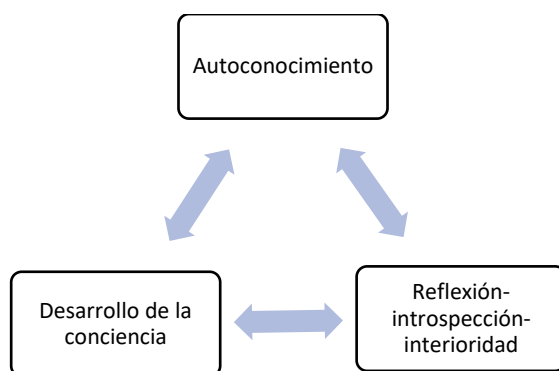 Autoconocimiento
Desarrollo de la
conciencia
Reflexión-
introspección-
interioridad